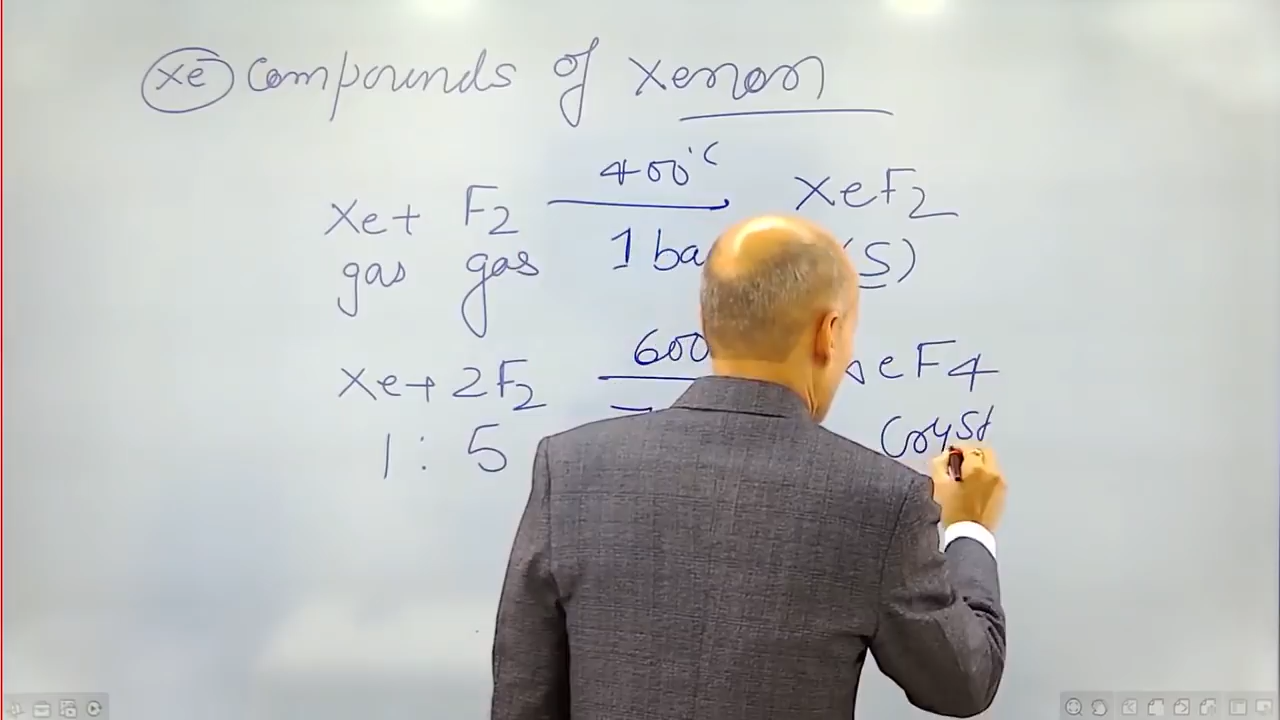 Xe Compounds of Xenon
400°C
Xe + F2 → XeF2
gas gas 1 ba (S)
600
Xe + 2F2 eF4
1 : 5 Cryst